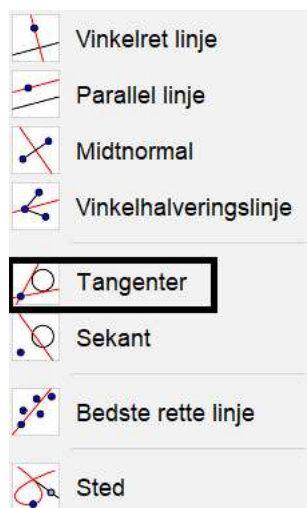 Vinkelret linje
Parallel linje
Midtnormal
Vinkelhalveringslinje
Tangenter
Sekant
Bedste rette linje
Sted